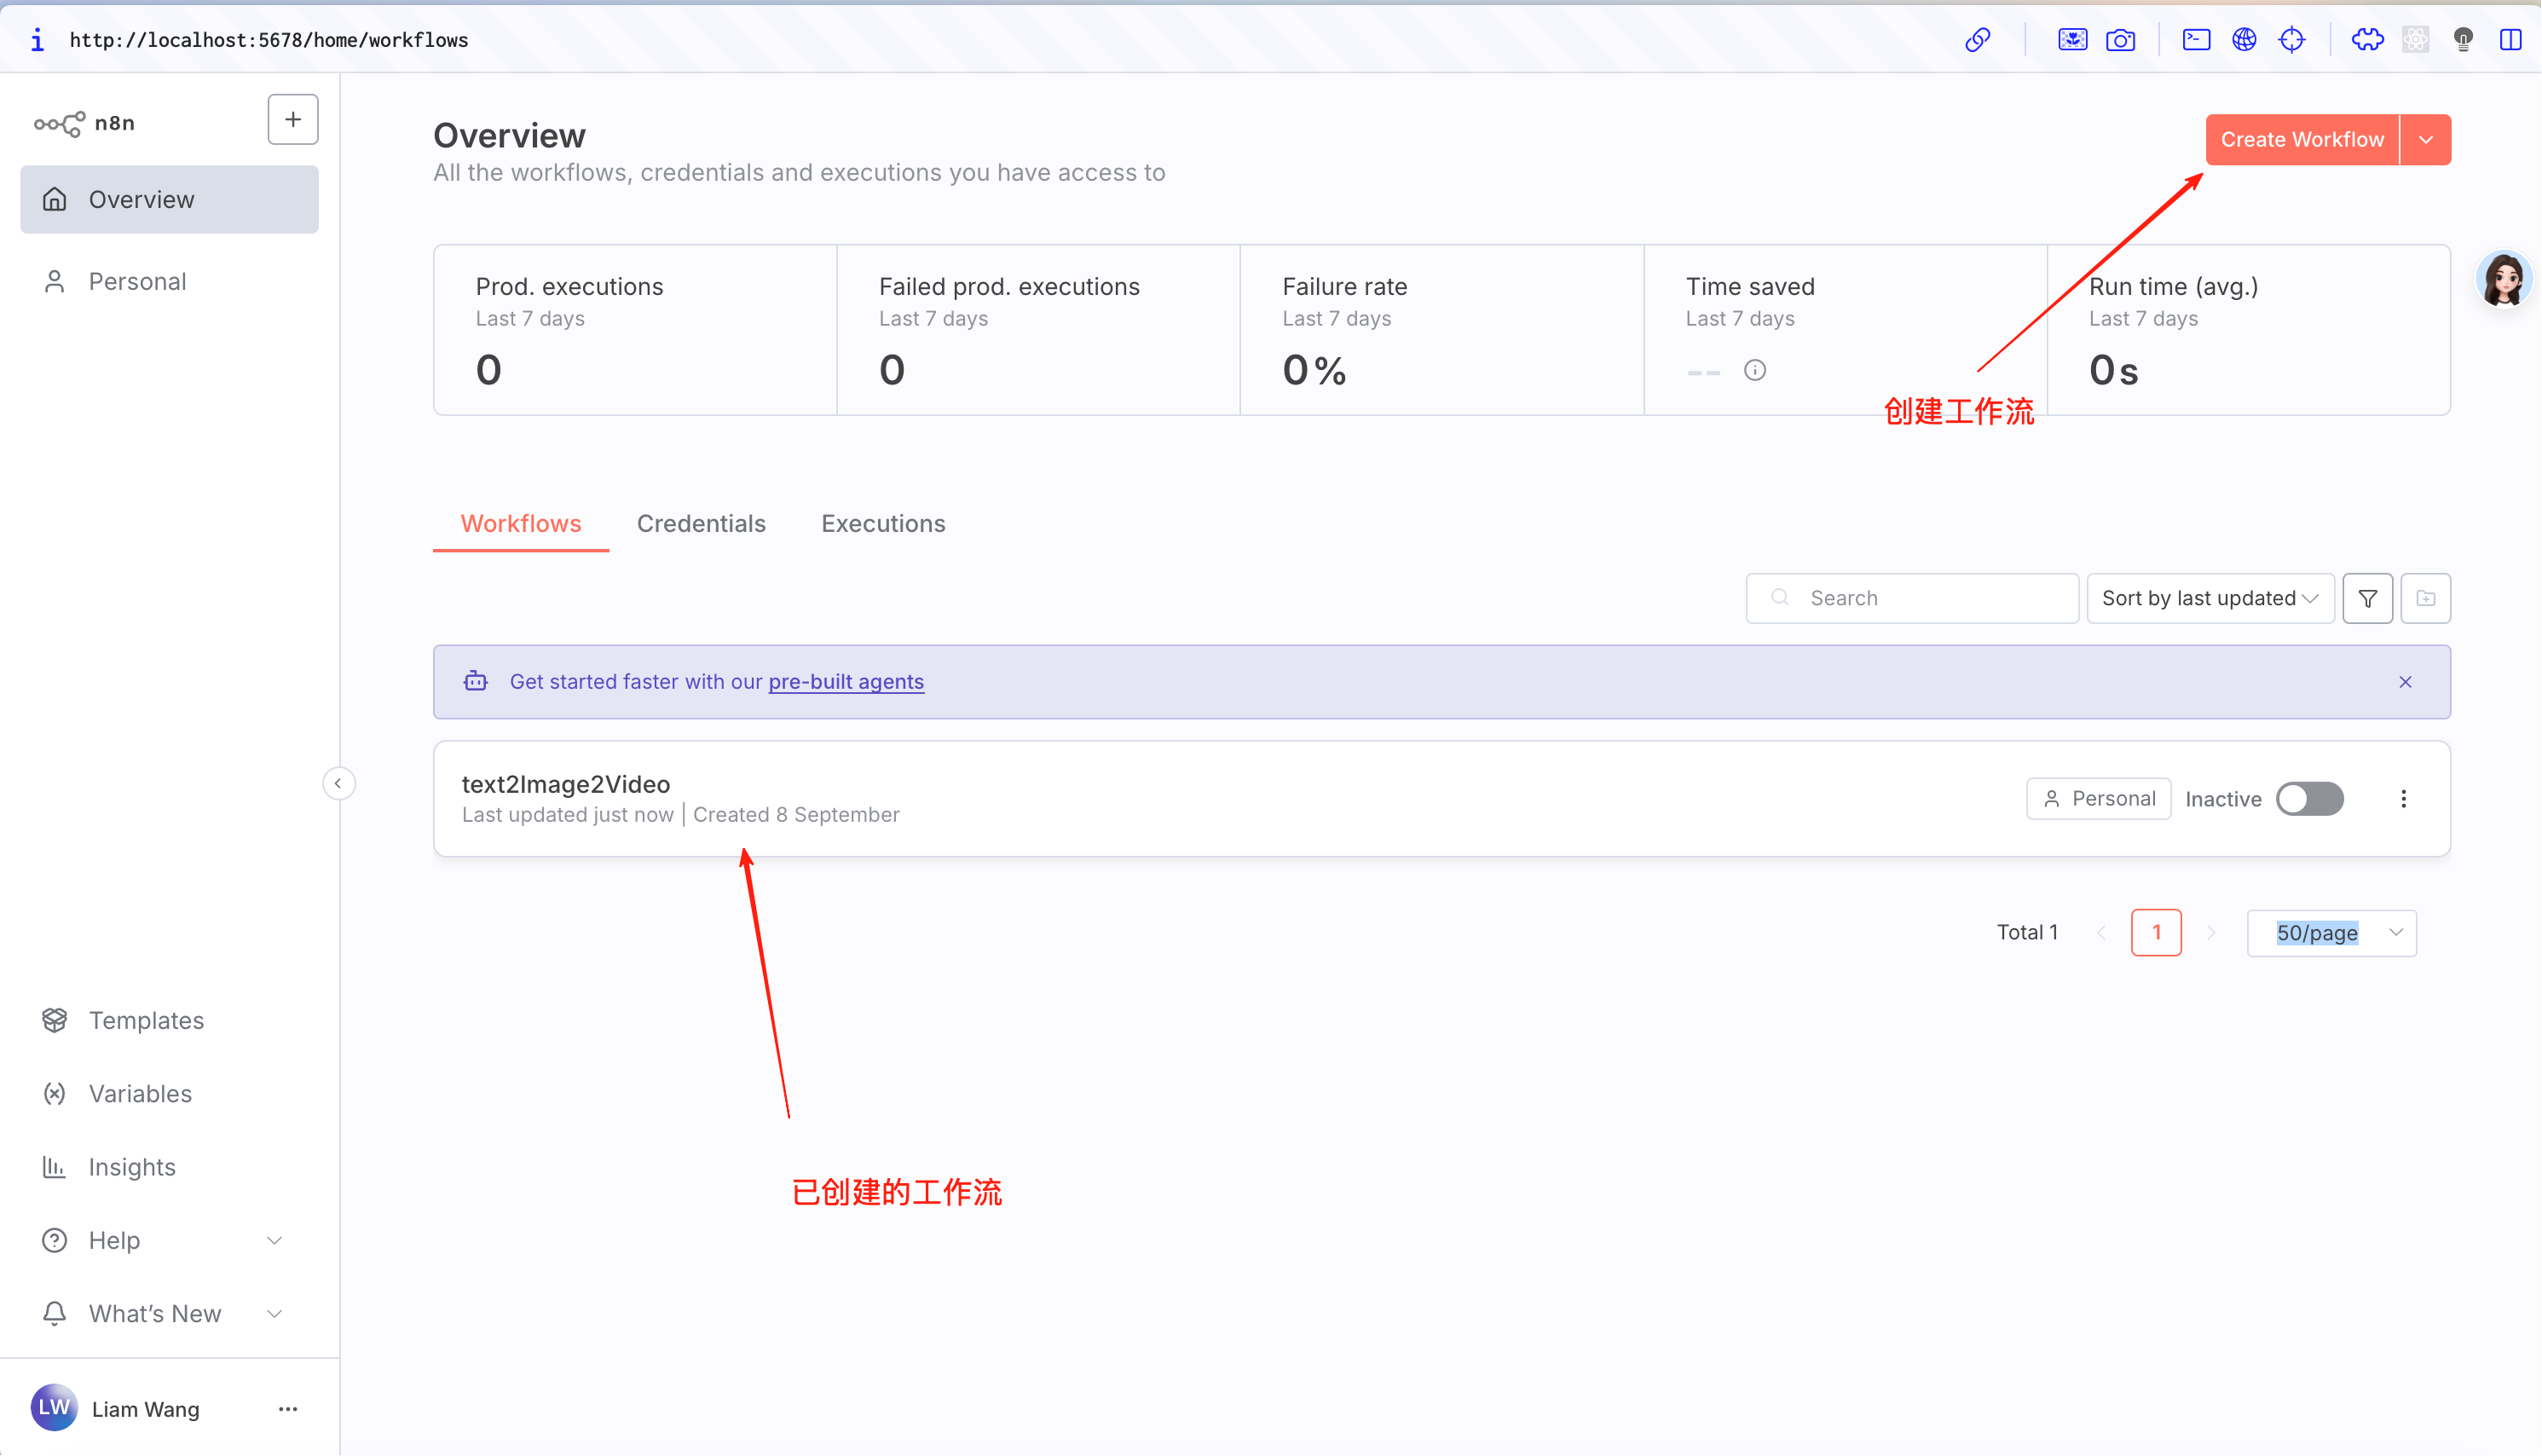 http://localhost:5678/home/workflows
n8n
Overview
Personal
Templates
Variables
Insights
Help
What’s New
LW
Liam Wang
Overview
All the workflows, credentials and executions you have access to
Create Workflow
Prod. executions
Last 7 days
0
Failed prod. executions
Last 7 days
0
Failure rate
Last 7 days
0%
Time saved
Last 7 days
--
Run time (avg.)
Last 7 days
0s
创建工作流
Workflows
Credentials
Executions
Search
Sort by last updated
Get started faster with our pre-built agents
text2Image2Video
Last updated just now | Created 8 September
Personal
Inactive
Total 1
1
50/page
已创建的工作流